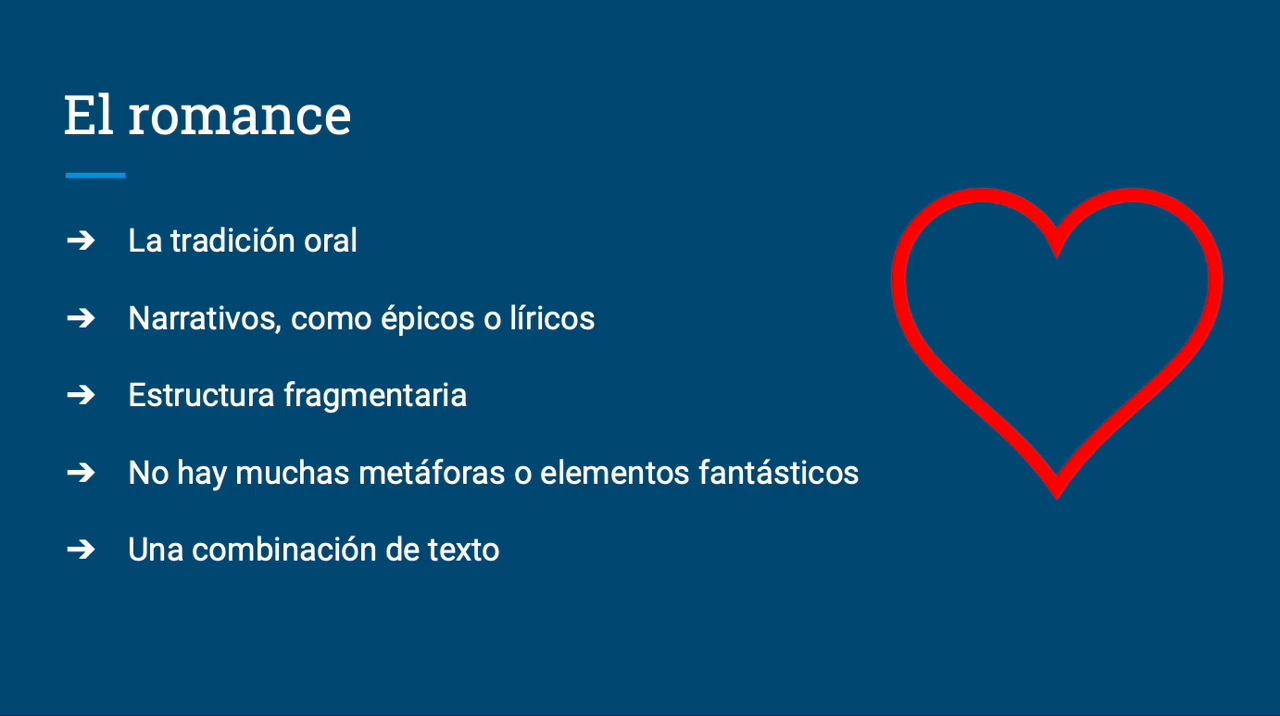 El romance
➔ La tradición oral
➔ Narrativos, como épicos o líricos
➔ Estructura fragmentaria
➔ No hay muchas metáforas o elementos fantásticos
➔ Una combinación de texto